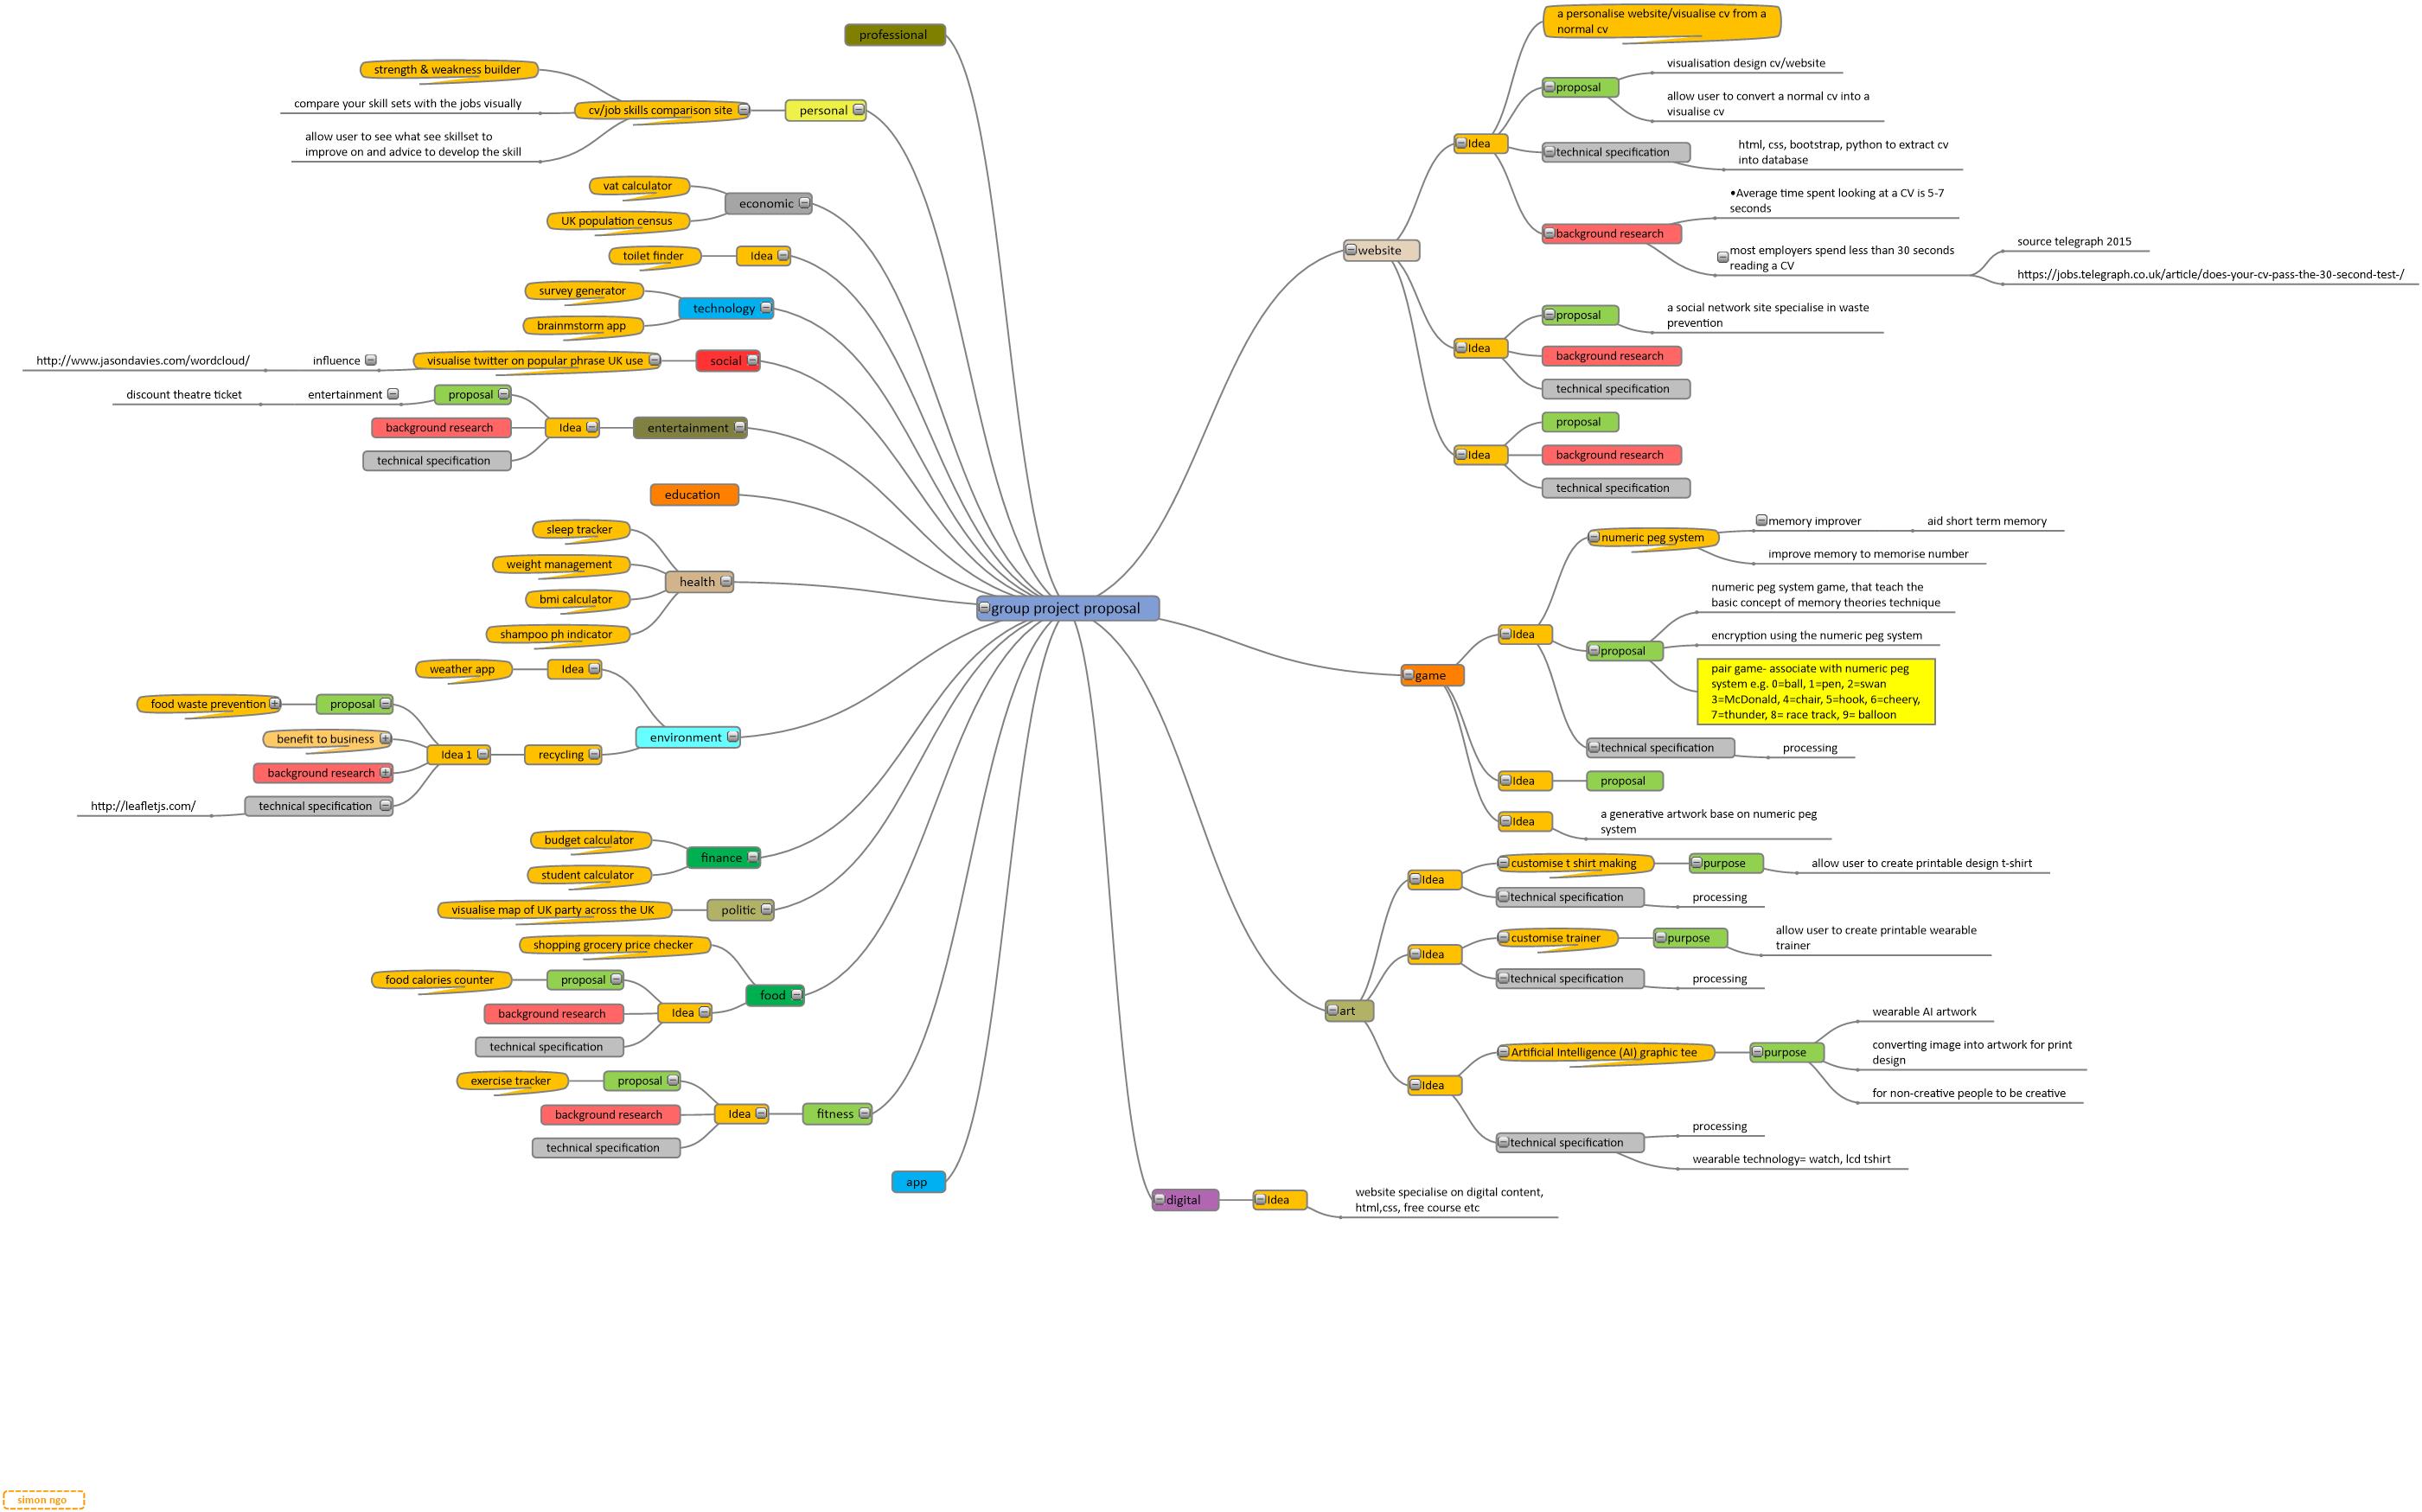 group project proposal
professional
personal
cv/job skills comparison site
strength & weakness builder
compare your skill sets with the jobs visually
allow user to see what see skillset to
improve on and advice to develop the skill
economic
vat calculator
UK population census
Idea
toilet finder
technology
survey generator
brainmstorm app
social
visualise twitter on popular phrase UK use
influence
http://www.jasondavies.com/wordcloud/
entertainment
Idea
proposal
entertainment
discount theatre ticket
background research
technical specification
education
health
sleep tracker
weight management
bmi calculator
shampoo ph indicator
environment
Idea
weather app
recycling
Idea 1
proposal
food waste prevention
benefit to business
background research
technical specification
http://leafletjs.com/
finance
budget calculator
student calculator
politic
visualise map of UK party across the UK
food
shopping grocery price checker
Idea
proposal
food calories counter
background research
technical specification
fitness
Idea
proposal
exercise tracker
background research
technical specification
app
website
Idea
a personalise website/visualise cv from a
normal cv
proposal
visualisation design cv/website
allow user to convert a normal cv into a
visualise cv
technical specification
html, css, bootstrap, python to extract cv
into database
background research
•Average time spent looking at a CV is 5-7
seconds
most employers spend less than 30 seconds
reading a CV
source telegraph 2015
https://jobs.telegraph.co.uk/article/does-your-cv-pass-the-30-second-test-/
Idea
proposal
a social network site specialise in waste
prevention
background research
technical specification
Idea
proposal
background research
technical specification
game
Idea
numeric peg system
memory improver
aid short term memory
improve memory to memorise number
proposal
numeric peg system game, that teach the
basic concept of memory theories technique
encryption using the numeric peg system
pair game- associate with numeric peg
system e.g. 0=ball, 1=pen, 2=swan
3=McDonald, 4=chair, 5=hook, 6=cheery,
7=thunder, 8= race track, 9= balloon
technical specification
processing
Idea
proposal
Idea
a generative artwork base on numeric peg
system
art
Idea
customise t shirt making
purpose
allow user to create printable design t-shirt
technical specification
processing
Idea
customise trainer
purpose
allow user to create printable wearable
trainer
technical specification
processing
Idea
Artificial Intelligence (AI) graphic tee
purpose
wearable AI artwork
converting image into artwork for print
design
for non-creative people to be creative
technical specification
processing
wearable technology= watch, lcd tshirt
digital
Idea
website specialise on digital content,
html,css, free course etc
simon ngo